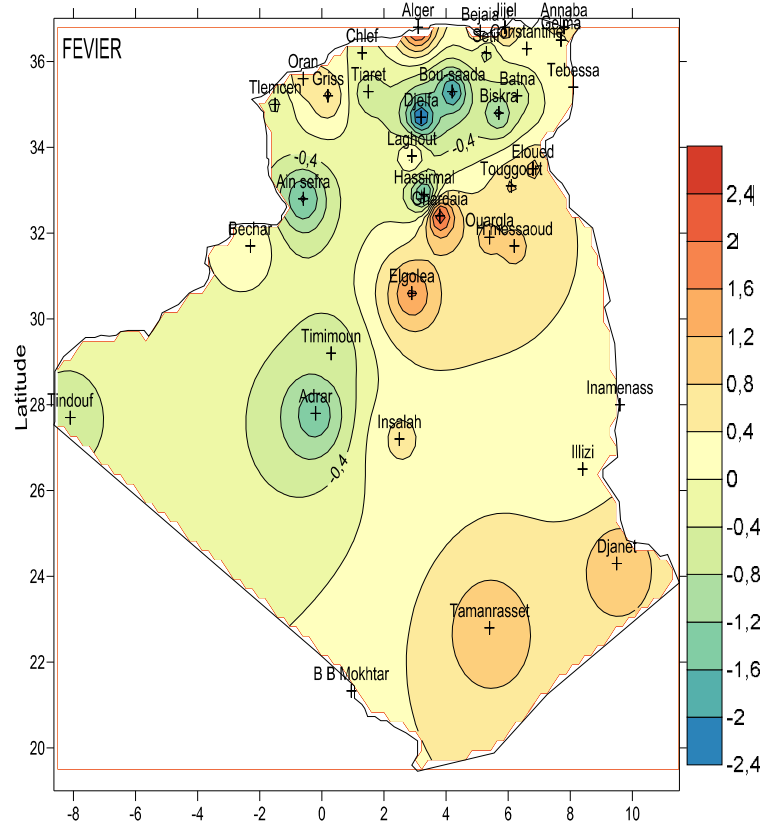 FEVIER
Alger
Jijel
Annaba
Bejaia
Guelma
Setif
Constantine
Chlef
Oran
Tebessa
Tlemcen
Griss
Tiaret
Bou-saada
Batna
Djelfa
Biskra
-0,4
Laghout
Eloued
-0,4
Touggourt
Hassirmal
Ain sefra
Ghardaia
Ouargla
H messaoud
Bechar
Elgolea
Timimoun
Tindouf
Adrar
Inamenass
Insalah
-0,4
Illizi
Djanet
Tamanrasset
B B Mokhtar
Latitude
36
34
32
30
28
26
24
22
20
-8 -6 -4 -2 0 2 4 6 8 10
2,4
2
1,6
1,2
0,8
0,4
0
-0,4
-0,8
-1,2
-1,6
-2
-2,4